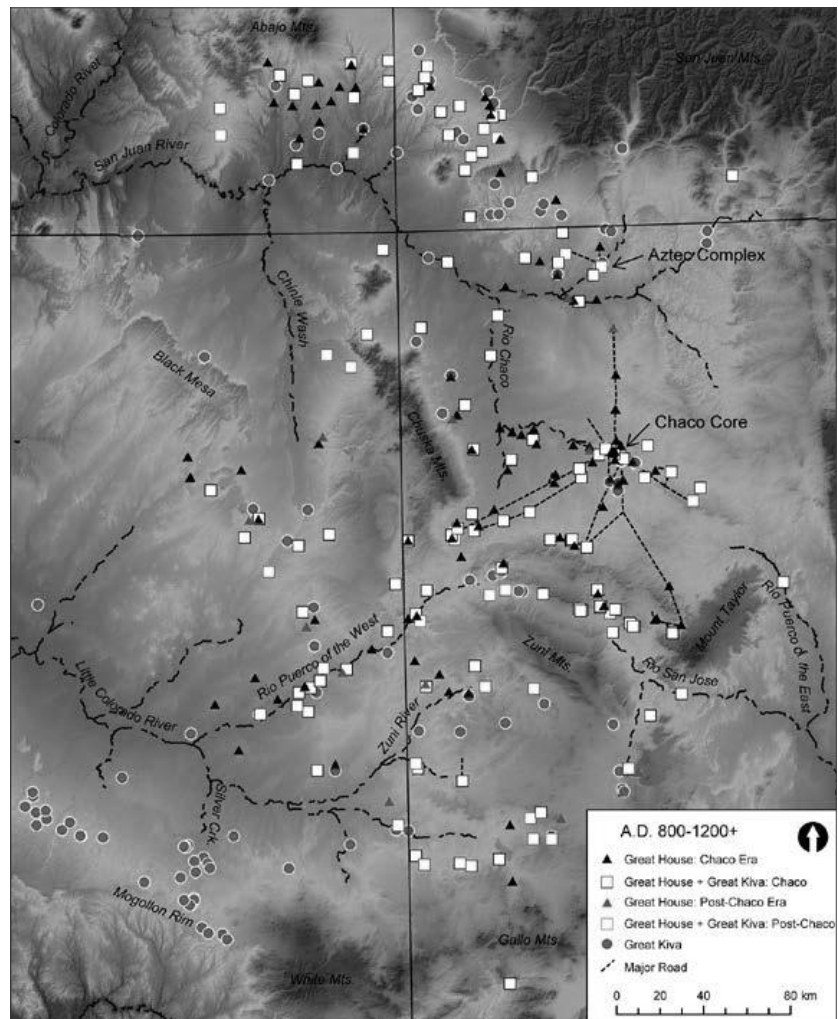 Abajo Mts.
San Juan Mts.
Colorado River
San Juan River
Aztec Complex
Chinle Wash
Rio Chaco
Black Mesa
Chuska Mts.
Chaco Core
Mount Taylor
Rio Puerco of the East
Rio Puerco of the West
Zuni Mts.
Little Colorado River
Rio San Jose
Zuni River
Silver Crk.
Mogollon Rim
Gallo Mts.
White Mts.
A.D. 800-1200+
Great House: Chaco Era
Great House + Great Kiva: Chaco
Great House: Post-Chaco Era
Great House + Great Kiva: Post-Chaco
Great Kiva
Major Road
0 20 40 80 km